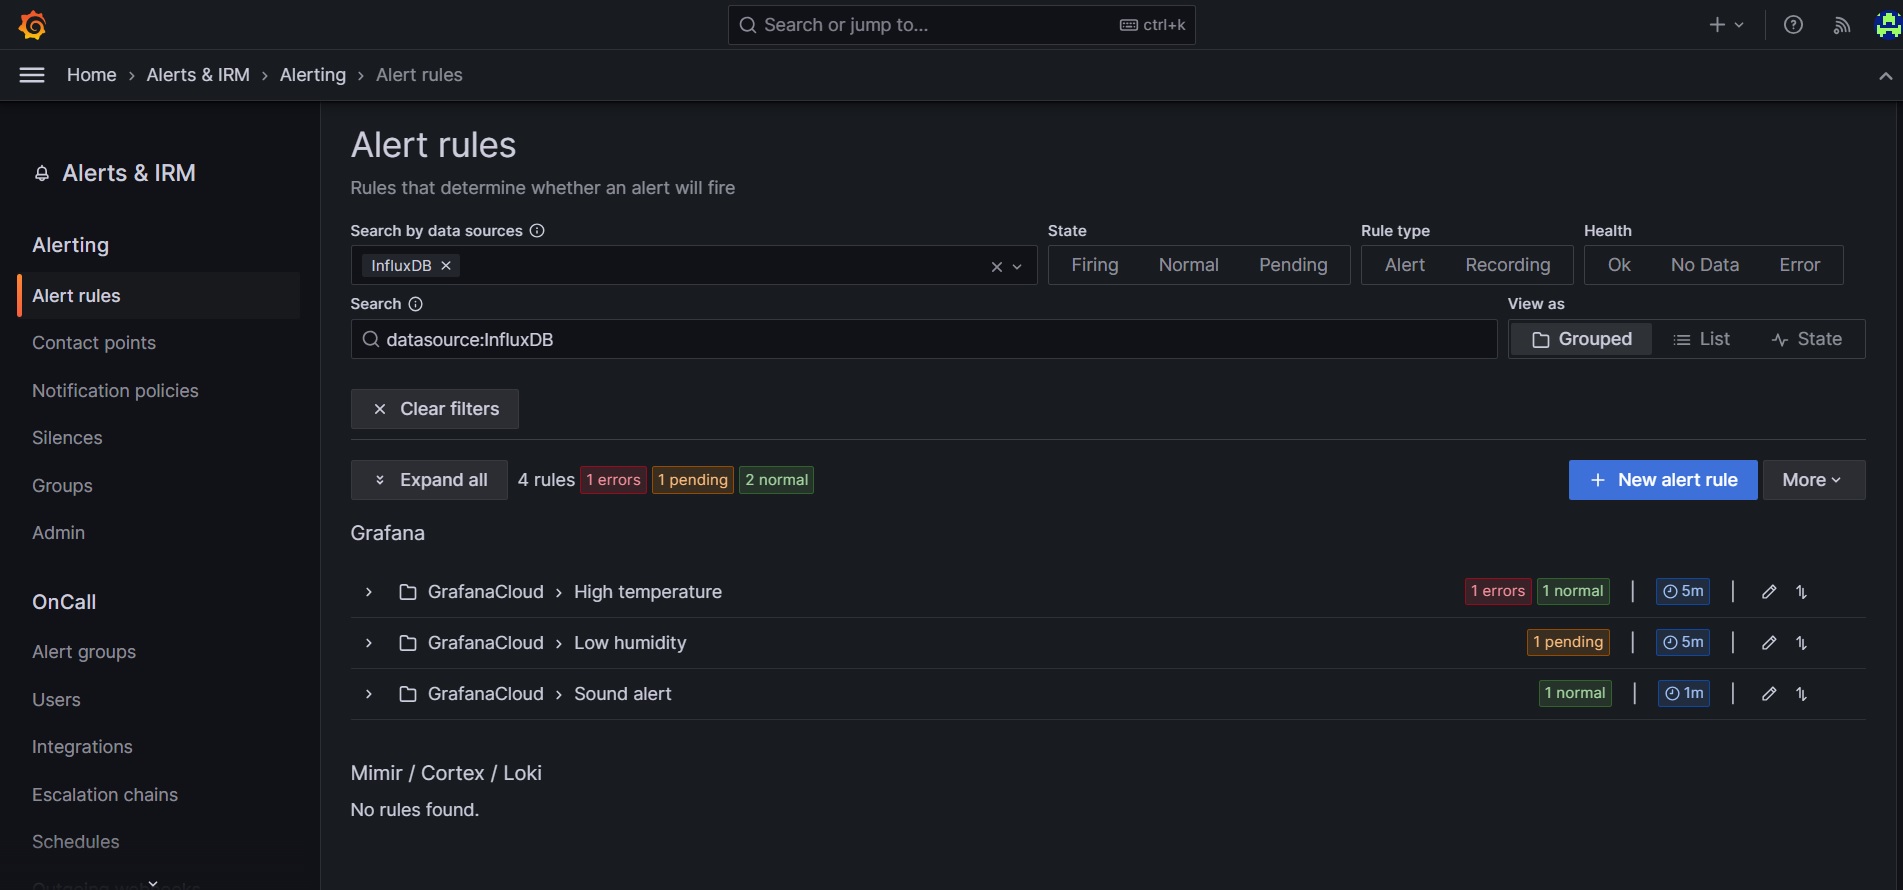 Search or jump to...
ctrl+k
Home › Alerts & IRM › Alerting › Alert rules
Alerts & IRM
Alerting
Alert rules
Contact points
Notification policies
Silences
Groups
Admin
OnCall
Alert groups
Users
Integrations
Escalation chains
Schedules
Alert rules
Rules that determine whether an alert will fire
Search by data sources
InfluxDB
State
Firing Normal Pending
Rule type
Alert Recording
Health
Ok No Data Error
Search
datasource:InfluxDB
View as
Grouped List State
Clear filters
Expand all 4 rules 1 errors 1 pending 2 normal
New alert rule More
Grafana
GrafanaCloud › High temperature 1 errors 1 normal | 5m |
GrafanaCloud › Low humidity 1 pending | 5m |
GrafanaCloud › Sound alert 1 normal | 1m |
Mimir / Cortex / Loki
No rules found.